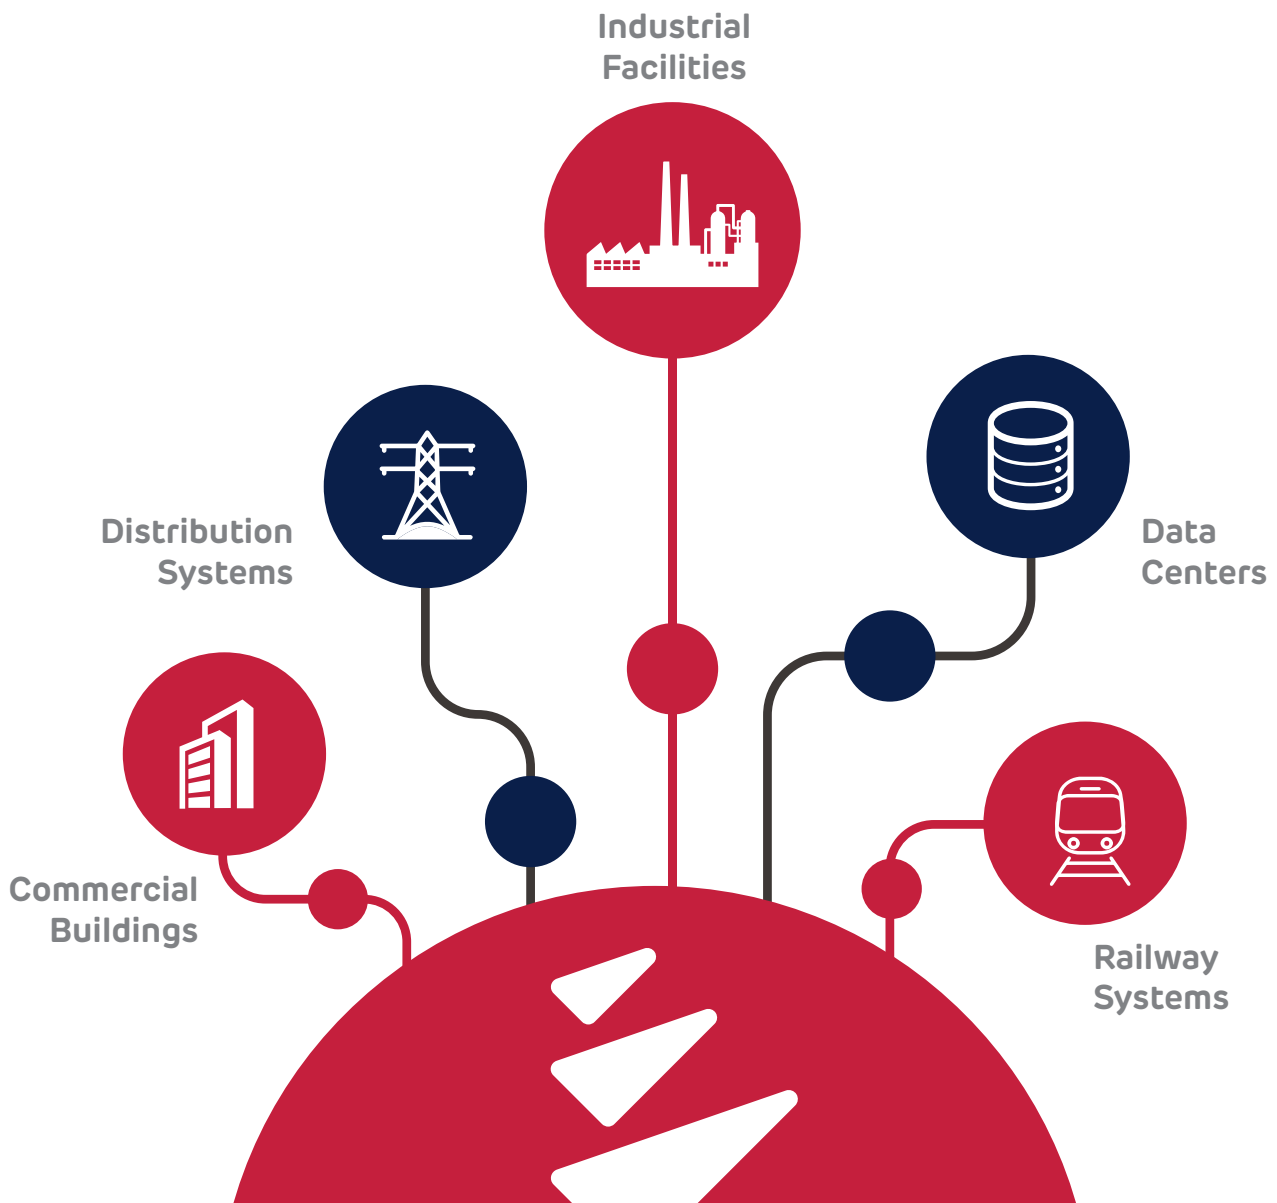 Industrial
Facilities
Distribution
Systems
Data
Centers
Commercial
Buildings
Railway
Systems